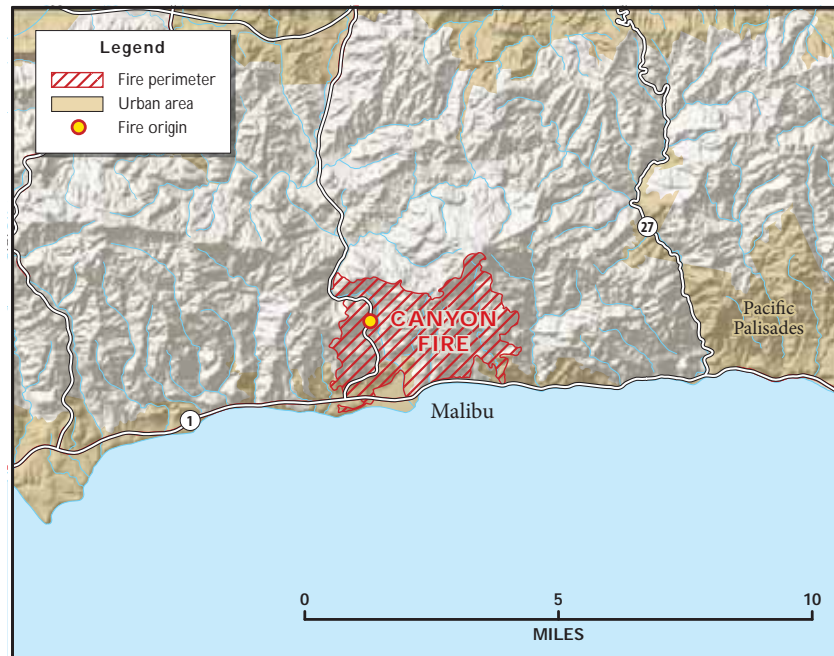 Legend
Fire perimeter
Urban area
Fire origin
27
Pacific
Palisades
CANYON
FIRE
Malibu
1
0 5 10
MILES